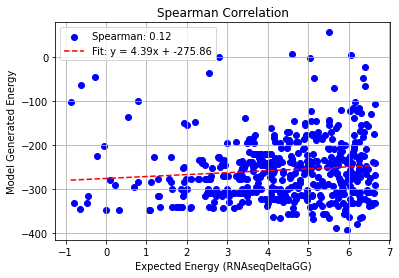 Spearman Correlation
Spearman: 0.12
Fit: y = 4.39x + -275.86
Model Generated Energy
0
−100
−200
−300
−400
−1
0
1
2
3
4
5
6
7
Expected Energy (RNAseqDeltaGG)